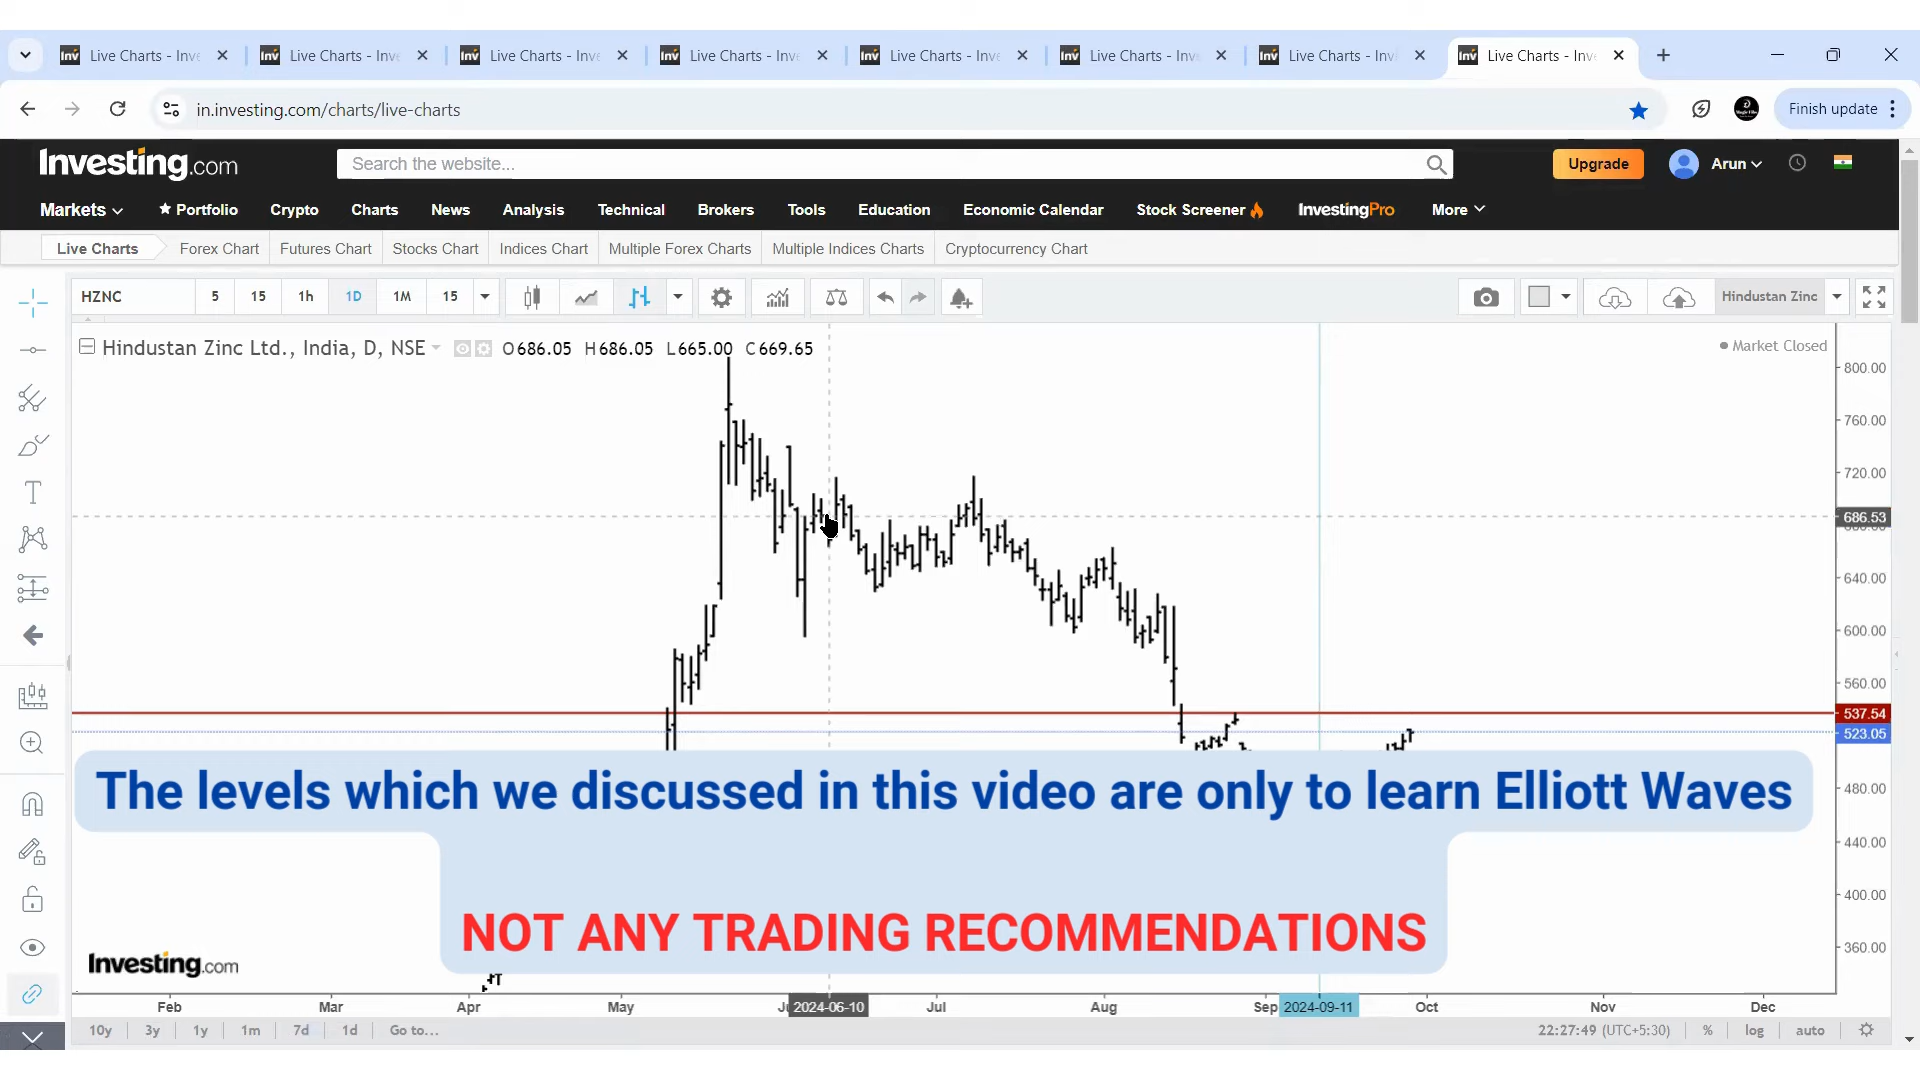 Live Charts - Inve
Live Charts - Inve
Live Charts - Inve
Live Charts - Inve
Live Charts - Inve
Live Charts - Inve
Live Charts - Inv
Live Charts - Inve
in.investing.com/charts/live-charts
Finish update
Investing.com
Search the website...
Upgrade
Arun
Markets
Portfolio
Crypto
Charts
News
Analysis
Technical
Brokers
Tools
Education
Economic Calendar
Stock Screener
InvestingPro
More
Live Charts
Forex Chart
Futures Chart
Stocks Chart
Indices Chart
Multiple Forex Charts
Multiple Indices Charts
Cryptocurrency Chart
HZNC
5
15
1h
1D
1M
15
Hindustan Zinc
Hindustan Zinc Ltd., India, D, NSE
O686.05 H686.05 L665.00 C669.65
Market Closed
800.00
760.00
720.00
686.53
640.00
600.00
560.00
537.54
523.05
480.00
440.00
400.00
360.00
The levels which we discussed in this video are only to learn Elliott Waves
NOT ANY TRADING RECOMMENDATIONS
Investing.com
Feb
Mar
Apr
May
2024-06-10
Jul
Aug
Sep
2024-09-11
Oct
Nov
Dec
10y
3y
1y
1m
7d
1d
Go to...
22:27:49 (UTC+5:30)
%
log
auto